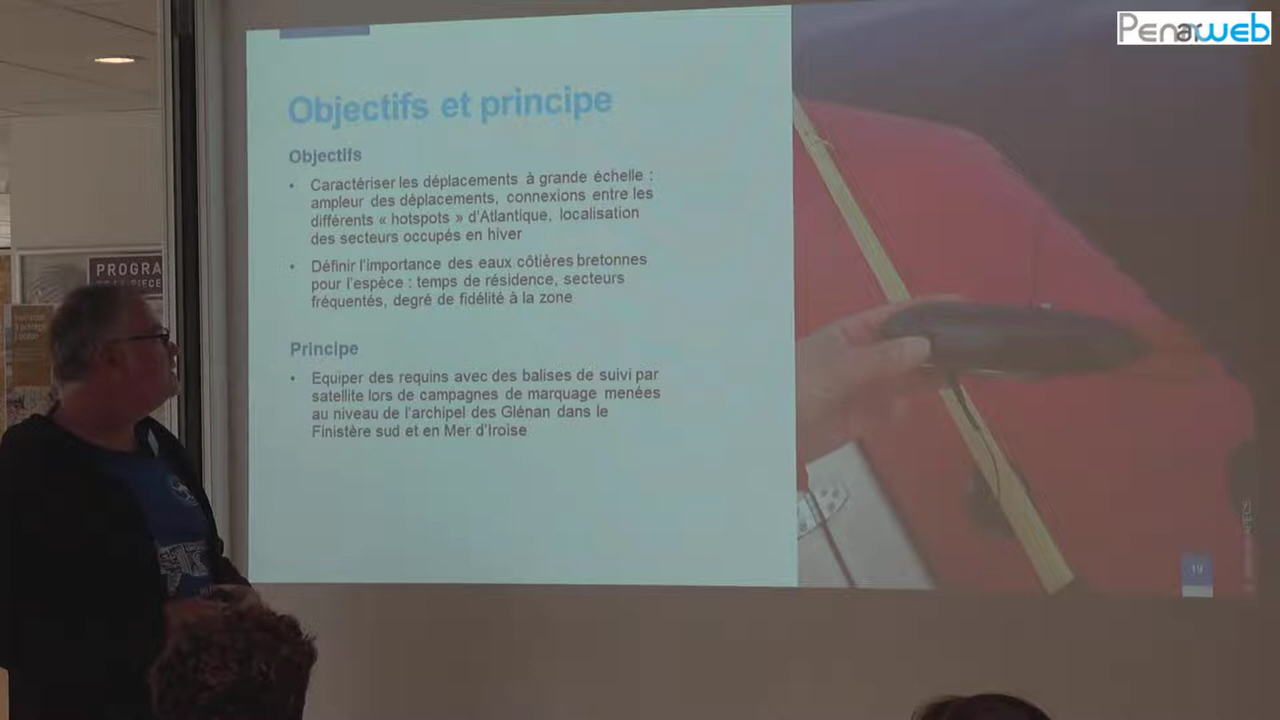 Penarweb
Objectifs et principe
Objectifs
• Caractériser les déplacements à grande échelle :
ampleur des déplacements, connexions entre les
différents « hotspots » d'Atlantique, localisation
des secteurs occupés en hiver
• Définir l'importance des eaux côtières bretonnes
pour l'espèce : temps de résidence, secteurs
fréquentés, degré de fidélité à la zone
PROGRA
Principe
• Equiper des requins avec des balises de suivi par
satellite lors de campagnes de marquage menées
au niveau de l'archipel des Glénan dans le
Finistère sud et en Mer d'Iroise
APECS
19